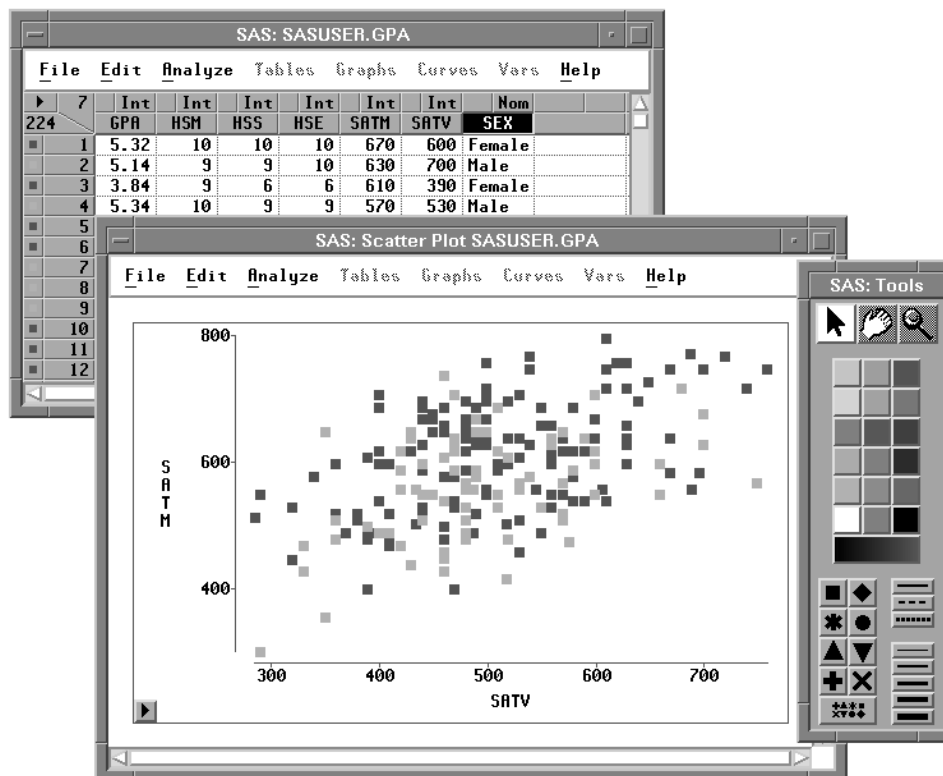 SAS: SASUSER.GPA
File Edit Analyze Tables Graphs Curves Vars Help
7 Int Int Int Int Int Int Nom
224 GPA HSM HSS HSE SATM SATV SEX
1 5.32 10 10 10 670 600 Female
2 5.14 9 9 10 630 700 Male
3 3.84 9 6 6 610 390 Female
4 5.34 10 9 9 570 530 Male
5
6
7
8
9
10
11
12
SAS: Scatter Plot SASUSER.GPA
File Edit Analyze Tables Graphs Curves Vars Help
800
600
400
SATM
300 400 500 600 700
SATV
SAS: Tools